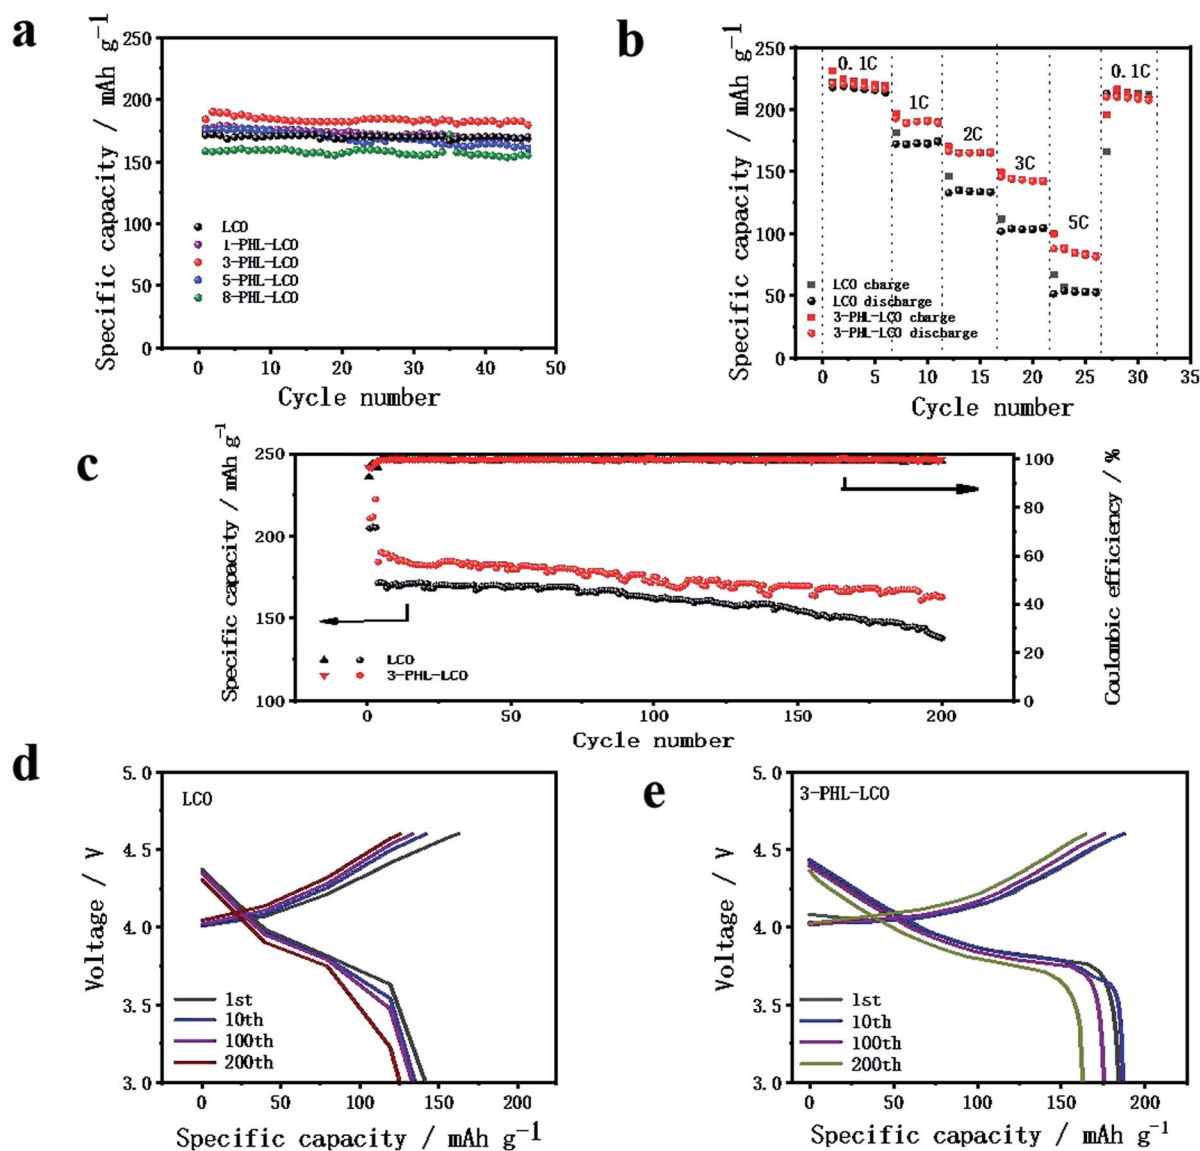 a
Specific capacity / mAh g⁻¹
250
200
150
100
50
0
LCO
1-PHL-LCO
3-PHL-LCO
5-PHL-LCO
8-PHL-LCO
0 10 20 30 40 50
Cycle number
b
Specific capacity / mAh g⁻¹
250
200
150
100
50
0
0.1C
1C
2C
3C
5C
0.1C
LCO charge
LCO discharge
3-PHL-LCO charge
3-PHL-LCO discharge
0 5 10 15 20 25 30 35
Cycle number
c
Specific capacity / mAh g⁻¹
250
200
150
100
LCO
3-PHL-LCO
0 50 100 150 200
Cycle number
100
80
60
40
20
0
Coulombic efficiency / %
d
Voltage / V
5.0
4.5
4.0
3.5
3.0
LCO
1st
10th
100th
200th
0 50 100 150 200
Specific capacity / mAh g⁻¹
e
Voltage / V
5.0
4.5
4.0
3.5
3.0
3-PHL-LCO
1st
10th
100th
200th
0 50 100 150 200
Specific capacity / mAh g⁻¹